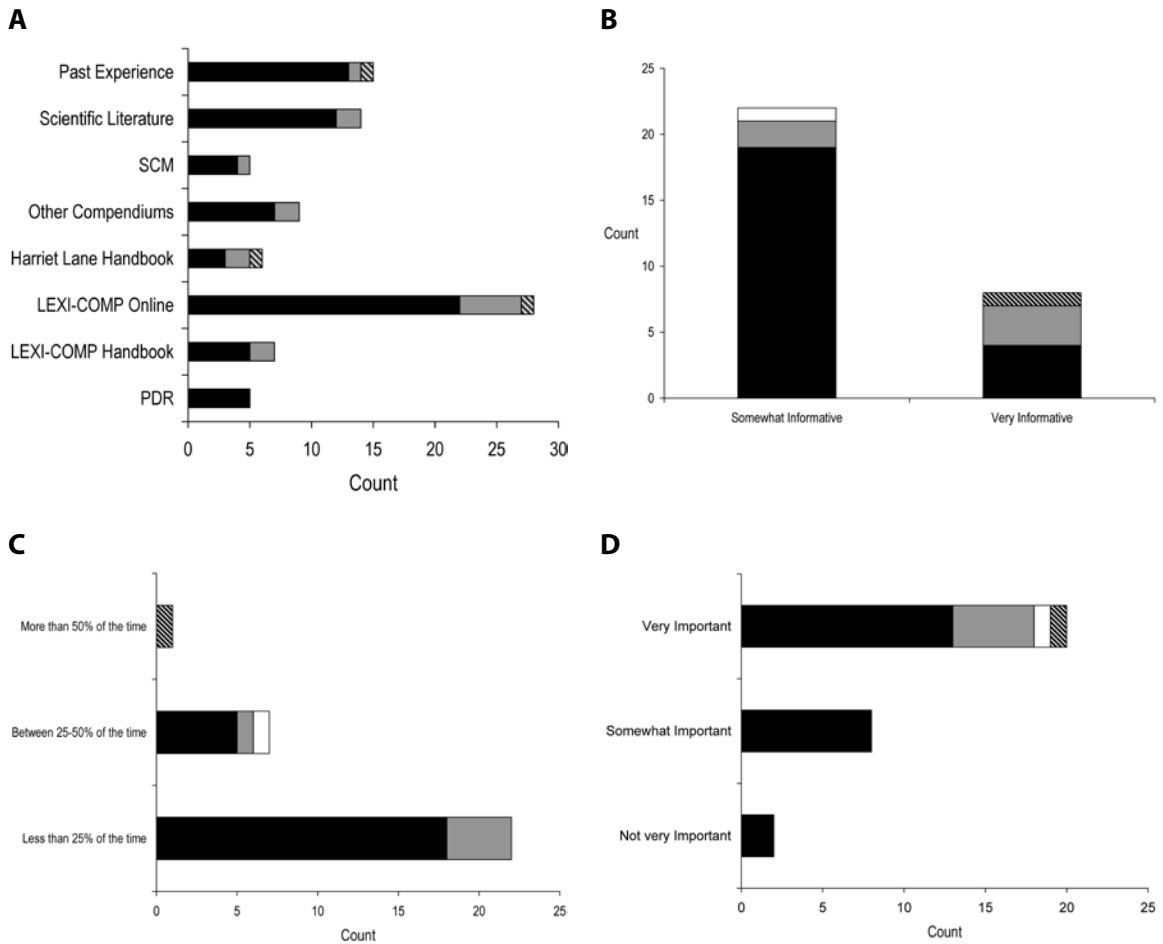 A
Past Experience
Scientific Literature
SCM
Other Compendiums
Harriet Lane Handbook
LEXI-COMP Online
LEXI-COMP Handbook
PDR
0 5 10 15 20 25 30
Count
B
25
20
15
Count
10
5
0
Somewhat Informative Very Informative
C
More than 50% of the time
Between 25-50% of the time
Less than 25% of the time
0 5 10 15 20 25
Count
D
Very Important
Somewhat Important
Not very Important
0 5 10 15 20 25
Count